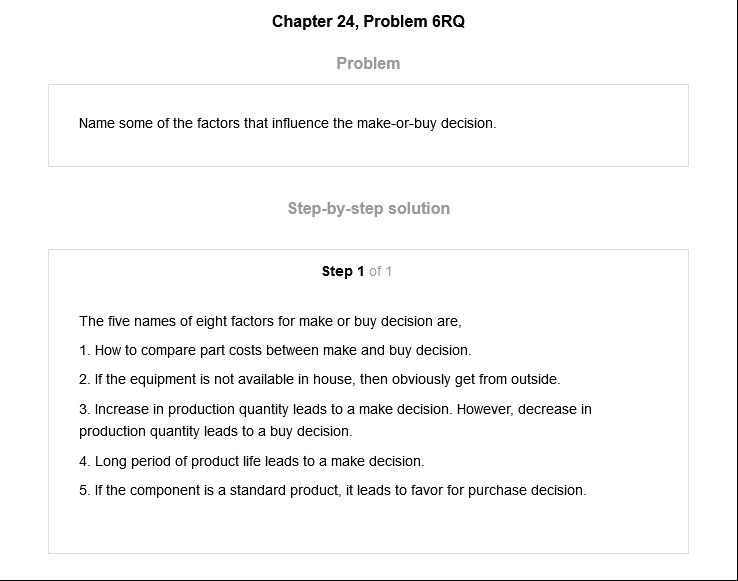 Chapter 24, Problem 6RQ
Problem
Name some of the factors that influence the make-or-buy decision.
Step-by-step solution
Step 1 of 1
The five names of eight factors for make or buy decision are,
1. How to compare part costs between make and buy decision.
2. If the equipment is not available in house, then obviously get from outside.
3. Increase in production quantity leads to a make decision. However, decrease in
production quantity leads to a buy decision.
4. Long period of product life leads to a make decision.
5. If the component is a standard product, it leads to favor for purchase decision.